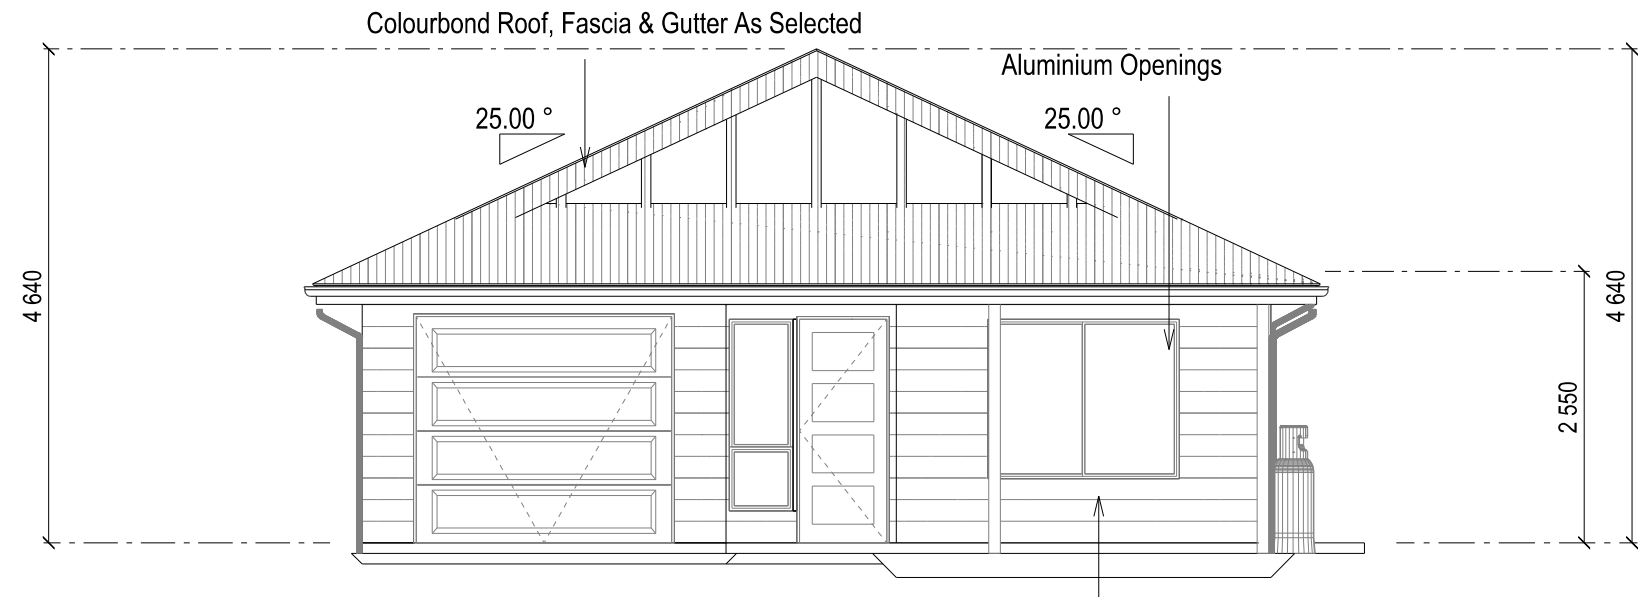 Colourbond Roof, Fascia & Gutter As Selected
Aluminium Openings
25.00 °
25.00 °
4 640
4 640
2 550